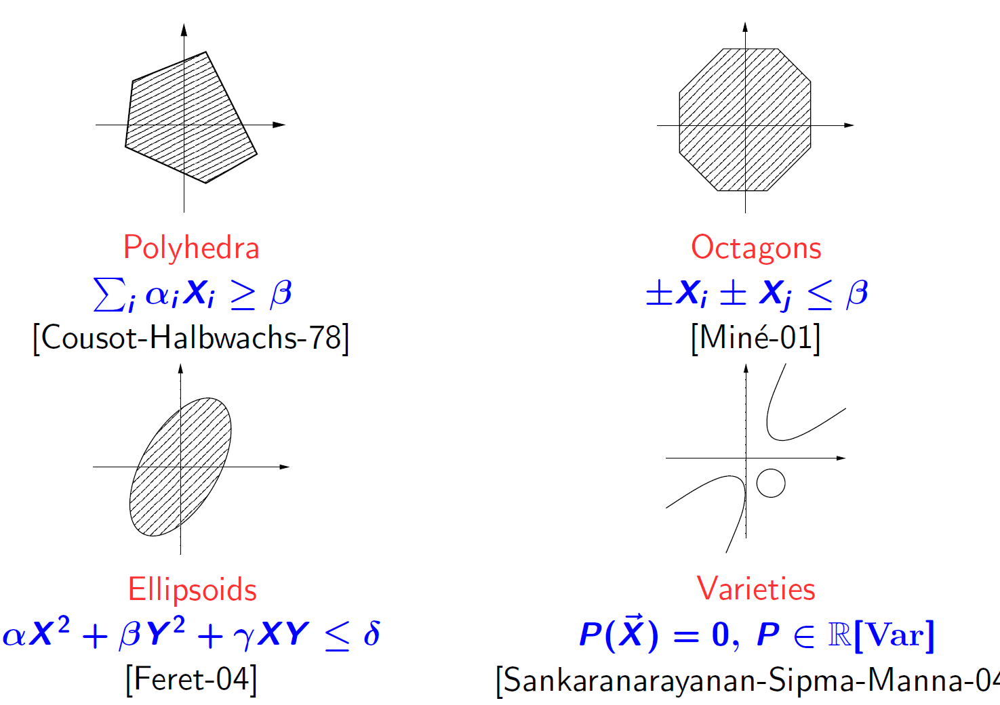 Polyhedra
∑ᵢ αᵢXᵢ ≥ β
[Cousot-Halbwachs-78]
Octagons
±Xᵢ ± Xⱼ ≤ β
[Miné-01]
Ellipsoids
αX² + βY² + γXY ≤ δ
[Feret-04]
Varieties
P(X⃗) = 0, P ∈ ℝ[Var]
[Sankaranarayanan-Sipma-Manna-04